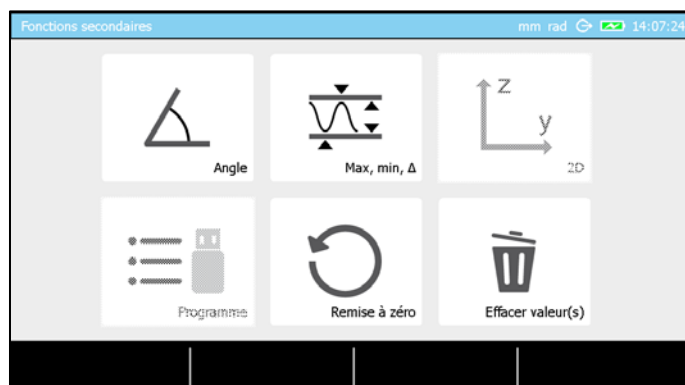 Fonctions secondaires mm rad 14:07:24
Z
y
Angle Max, min, Δ 2D
Programme Remise à zéro Effacer valeur(s)